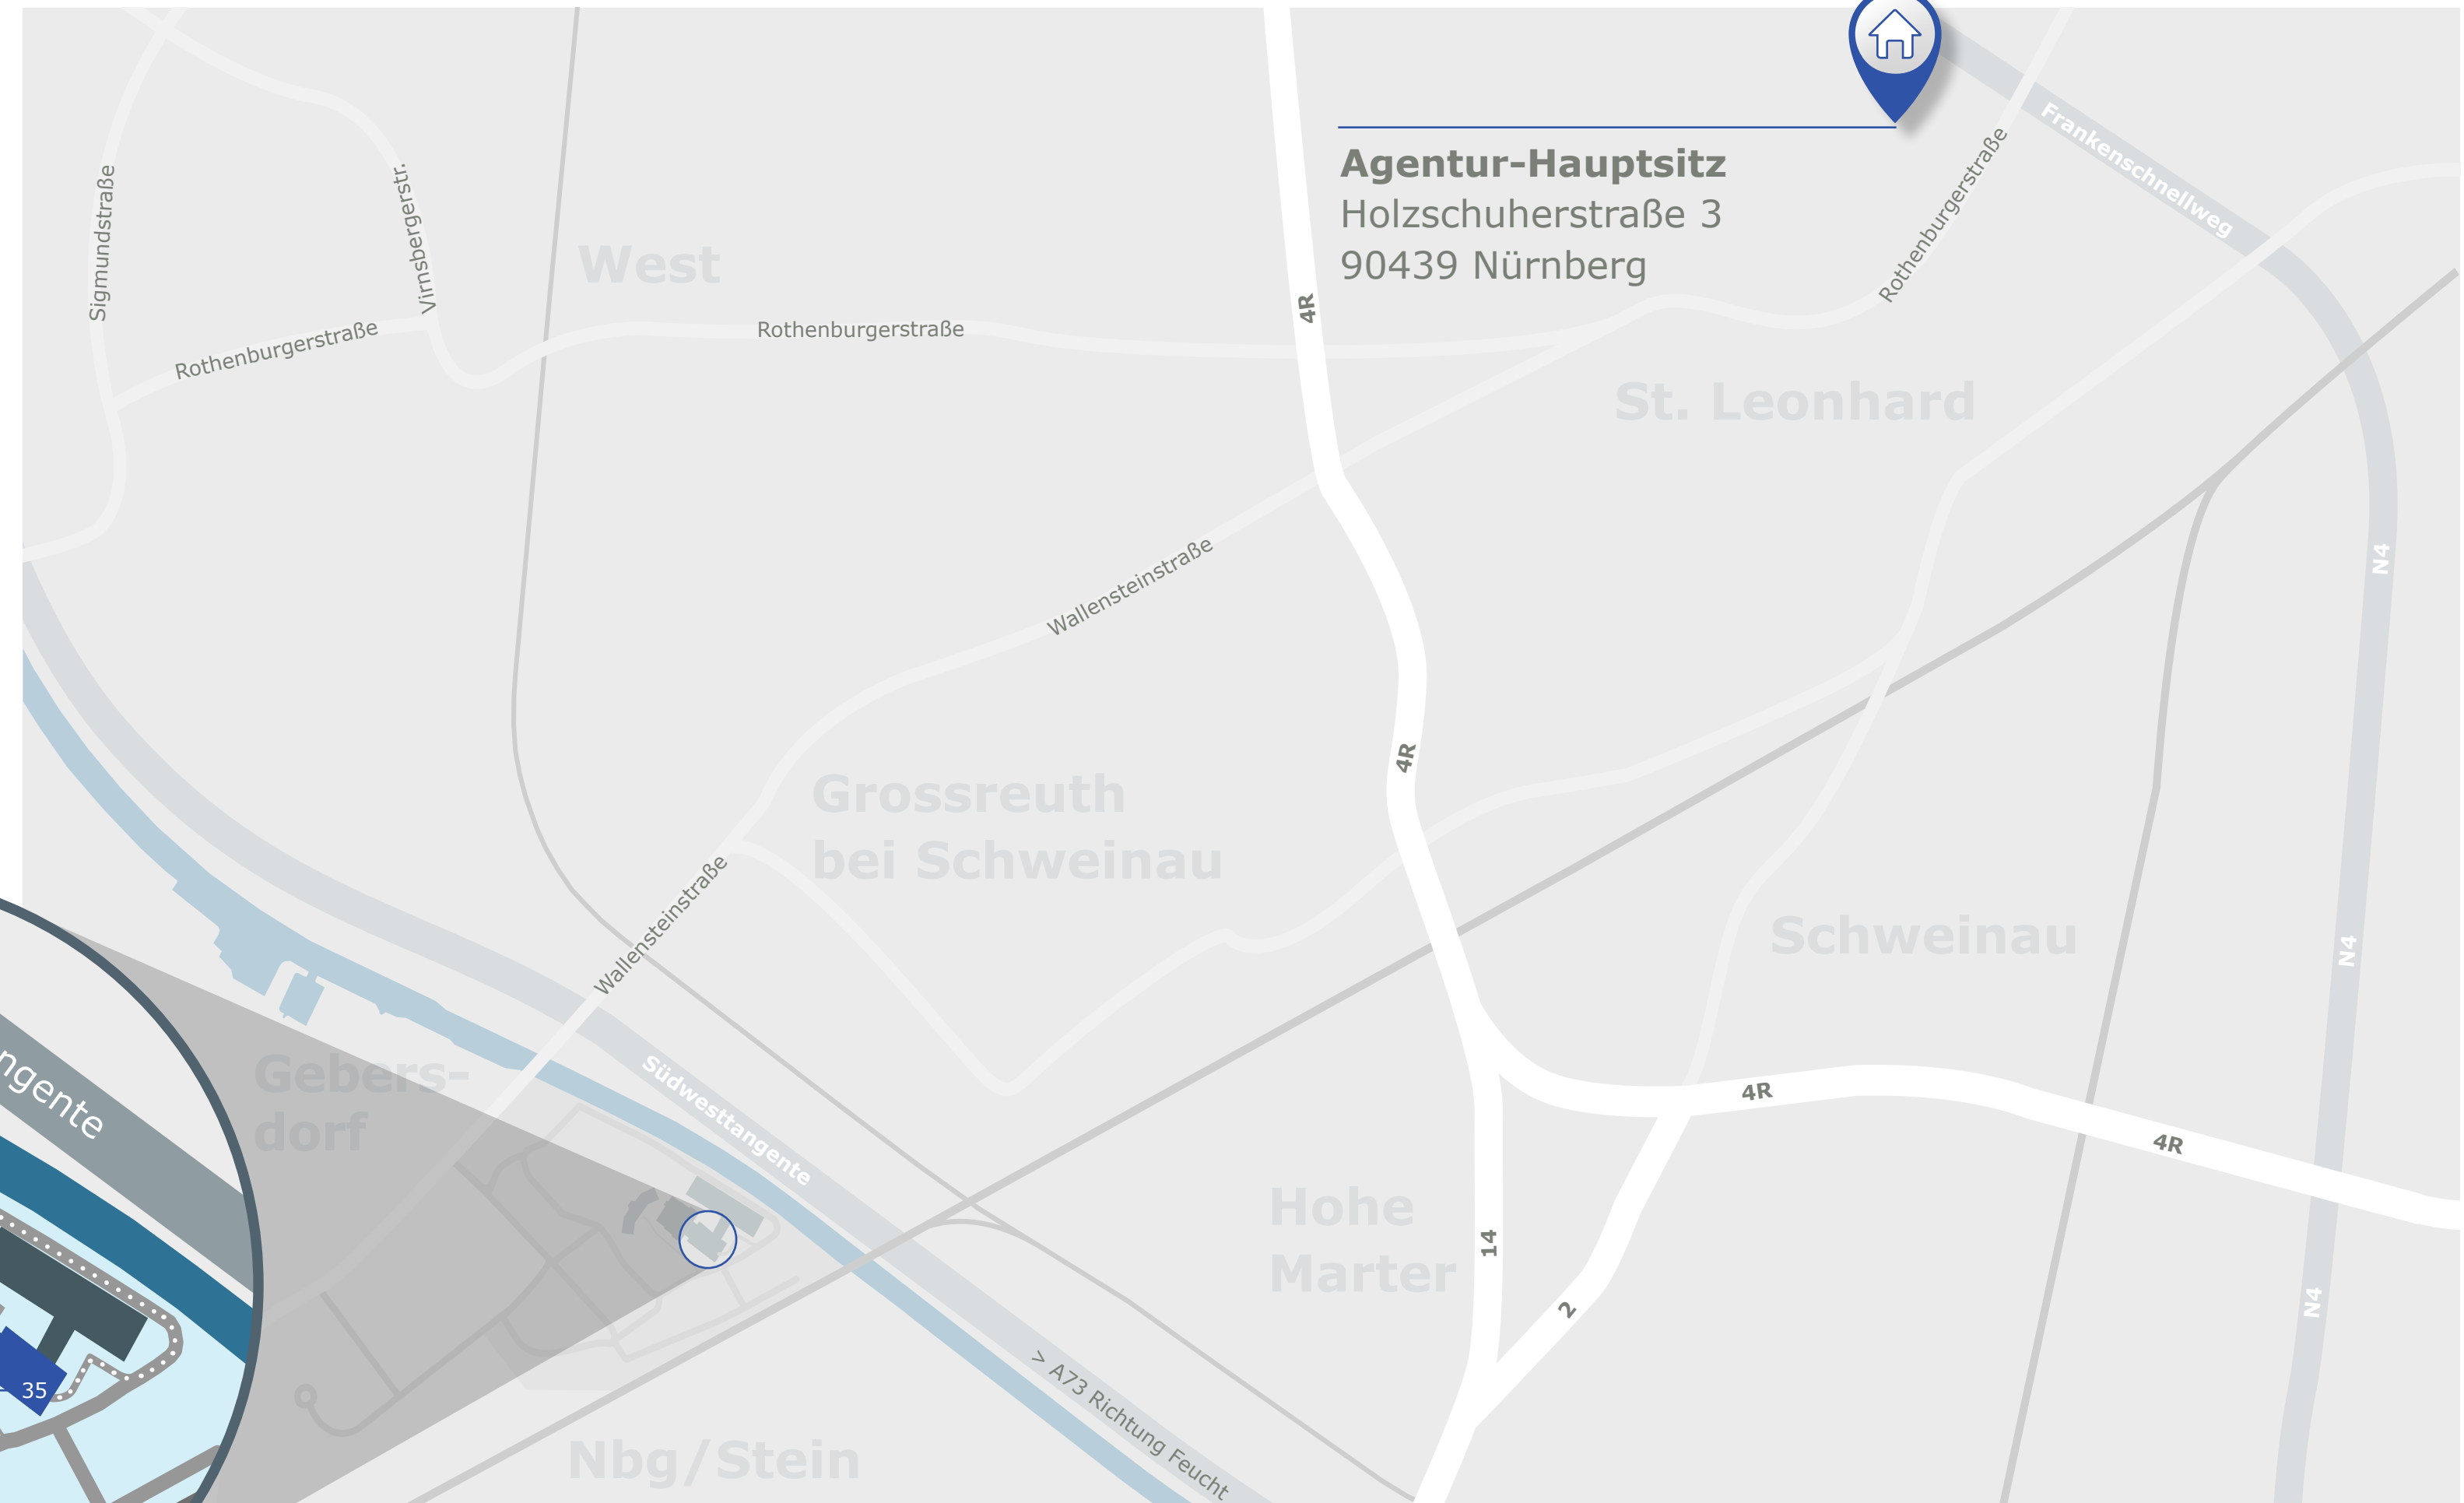 Frankenschnellweg
Agentur-Hauptsitz
Holzschuherstraße 3
90439 Nürnberg
Sigmundstraße
Virnsbergerstr.
Rothenburgerstraße
West
4R
Rothenburgerstraße
Rothenburgerstraße
St. Leonhard
Wallensteinstraße
N4
4R
Grossreuth
bei Schweinau
Wallensteinstraße
Schweinau
N4
ngente
Gebers-
dorf
Südwesttangente
4R
4R
Hohe
Marter
14
2
N4
35
> A73 Richtung Feucht
Nbg/Stein